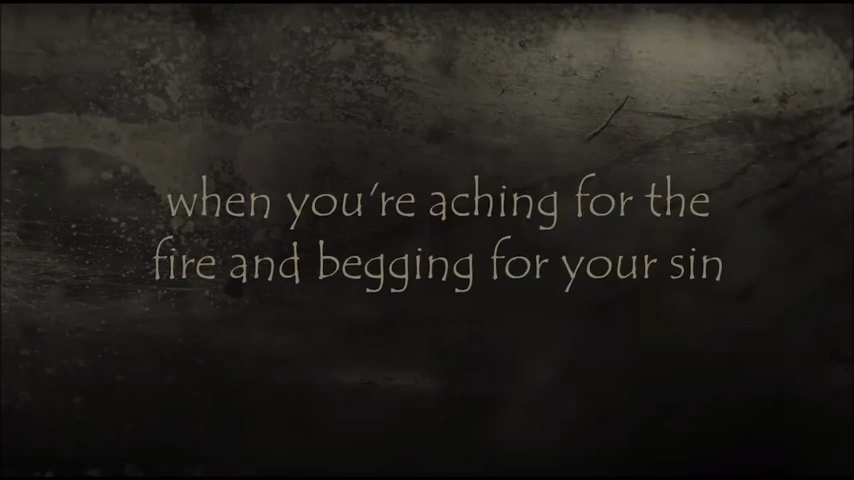 when you're aching for the
fire and begging for your sin